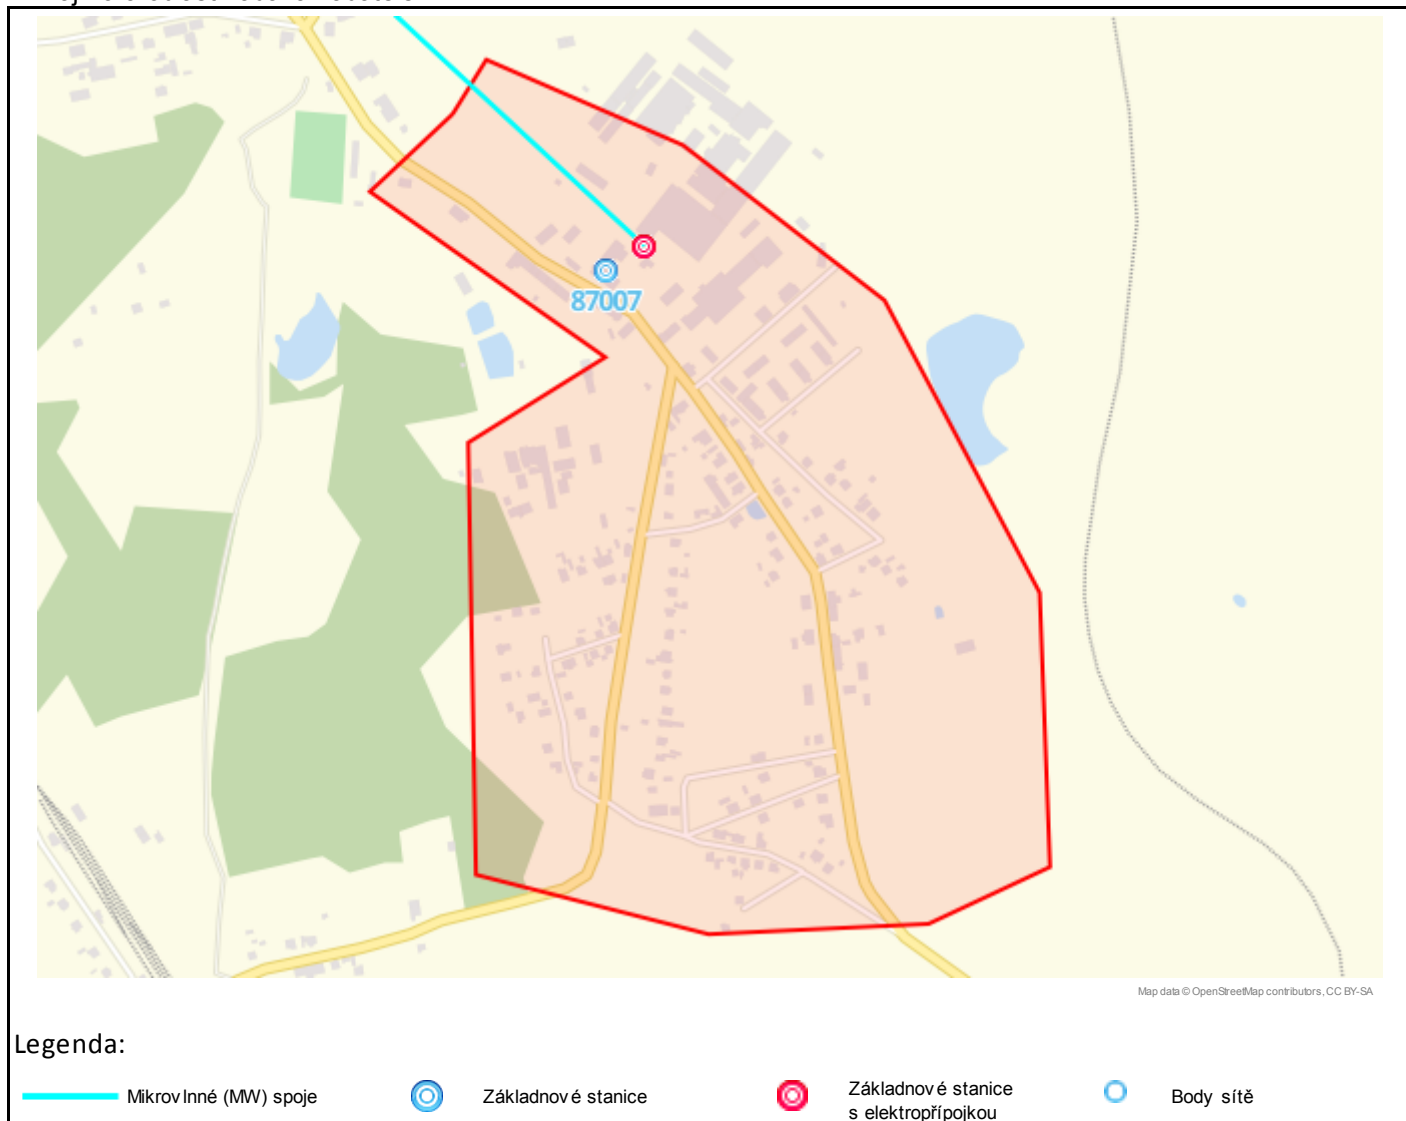 87007
Map data © OpenStreetMap contributors, CC BY-SA
Legenda:
Mikrovlnné (MW) spoje
Základnové stanice
Základnové stanice
s elektropřípojkou
Body sítě